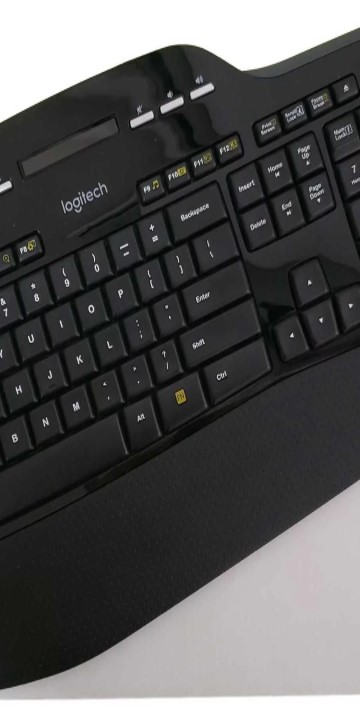 logitech
F8
F9
F10
F11
F12
Print
Screen
Scroll
Lock
Pause
Break
Num
Lock
Backspace
Insert
Home
Page
Up
Delete
End
Page
Down
&
7
*
8
(
9
)
0
_
-
+
=
Y
U
I
O
P
{
[
}
]
|
\
Enter
H
J
K
L
:
;
"
'
Shift
B
N
M
<
,
>
.
?
/
Alt
Ctrl
7